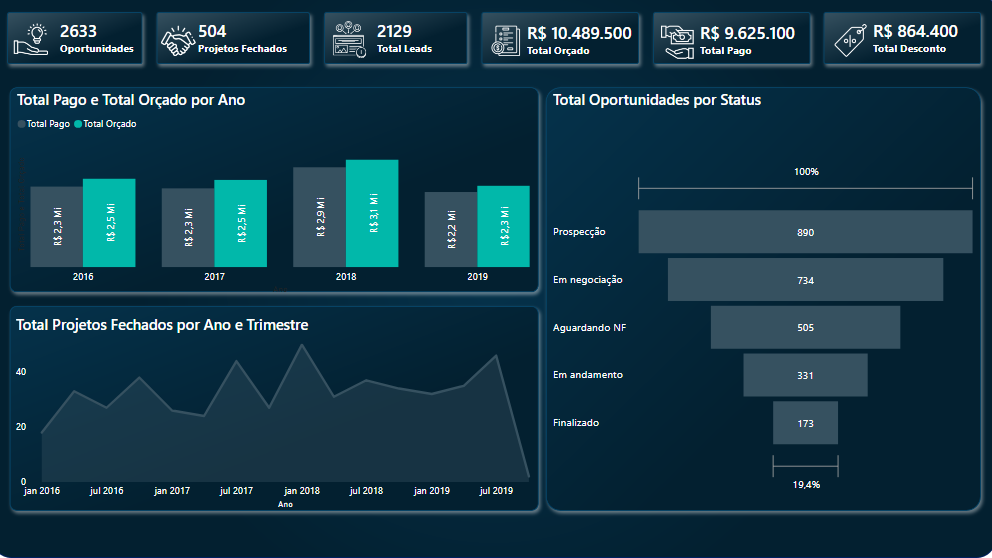 2633
Oportunidades
504
Projetos Fechados
2129
Total Leads
R$ 10.489.500
Total Orçado
R$ 9.625.100
Total Pago
R$ 864.400
Total Desconto
Total Pago e Total Orçado por Ano
Total Pago Total Orçado
R$ 2,3 Mi
R$ 2,5 Mi
R$ 2,3 Mi
R$ 2,5 Mi
R$ 2,9 Mi
R$ 3,1 Mi
R$ 2,2 Mi
R$ 2,3 Mi
2016 2017 2018 2019
Total Projetos Fechados por Ano e Trimestre
40
20
0
jan 2016 jul 2016 jan 2017 jul 2017 jan 2018 jul 2018 jan 2019 jul 2019
Ano
Total Oportunidades por Status
100%
Prospecção 890
Em negociação 734
Aguardando NF 505
Em andamento 331
Finalizado 173
19,4%